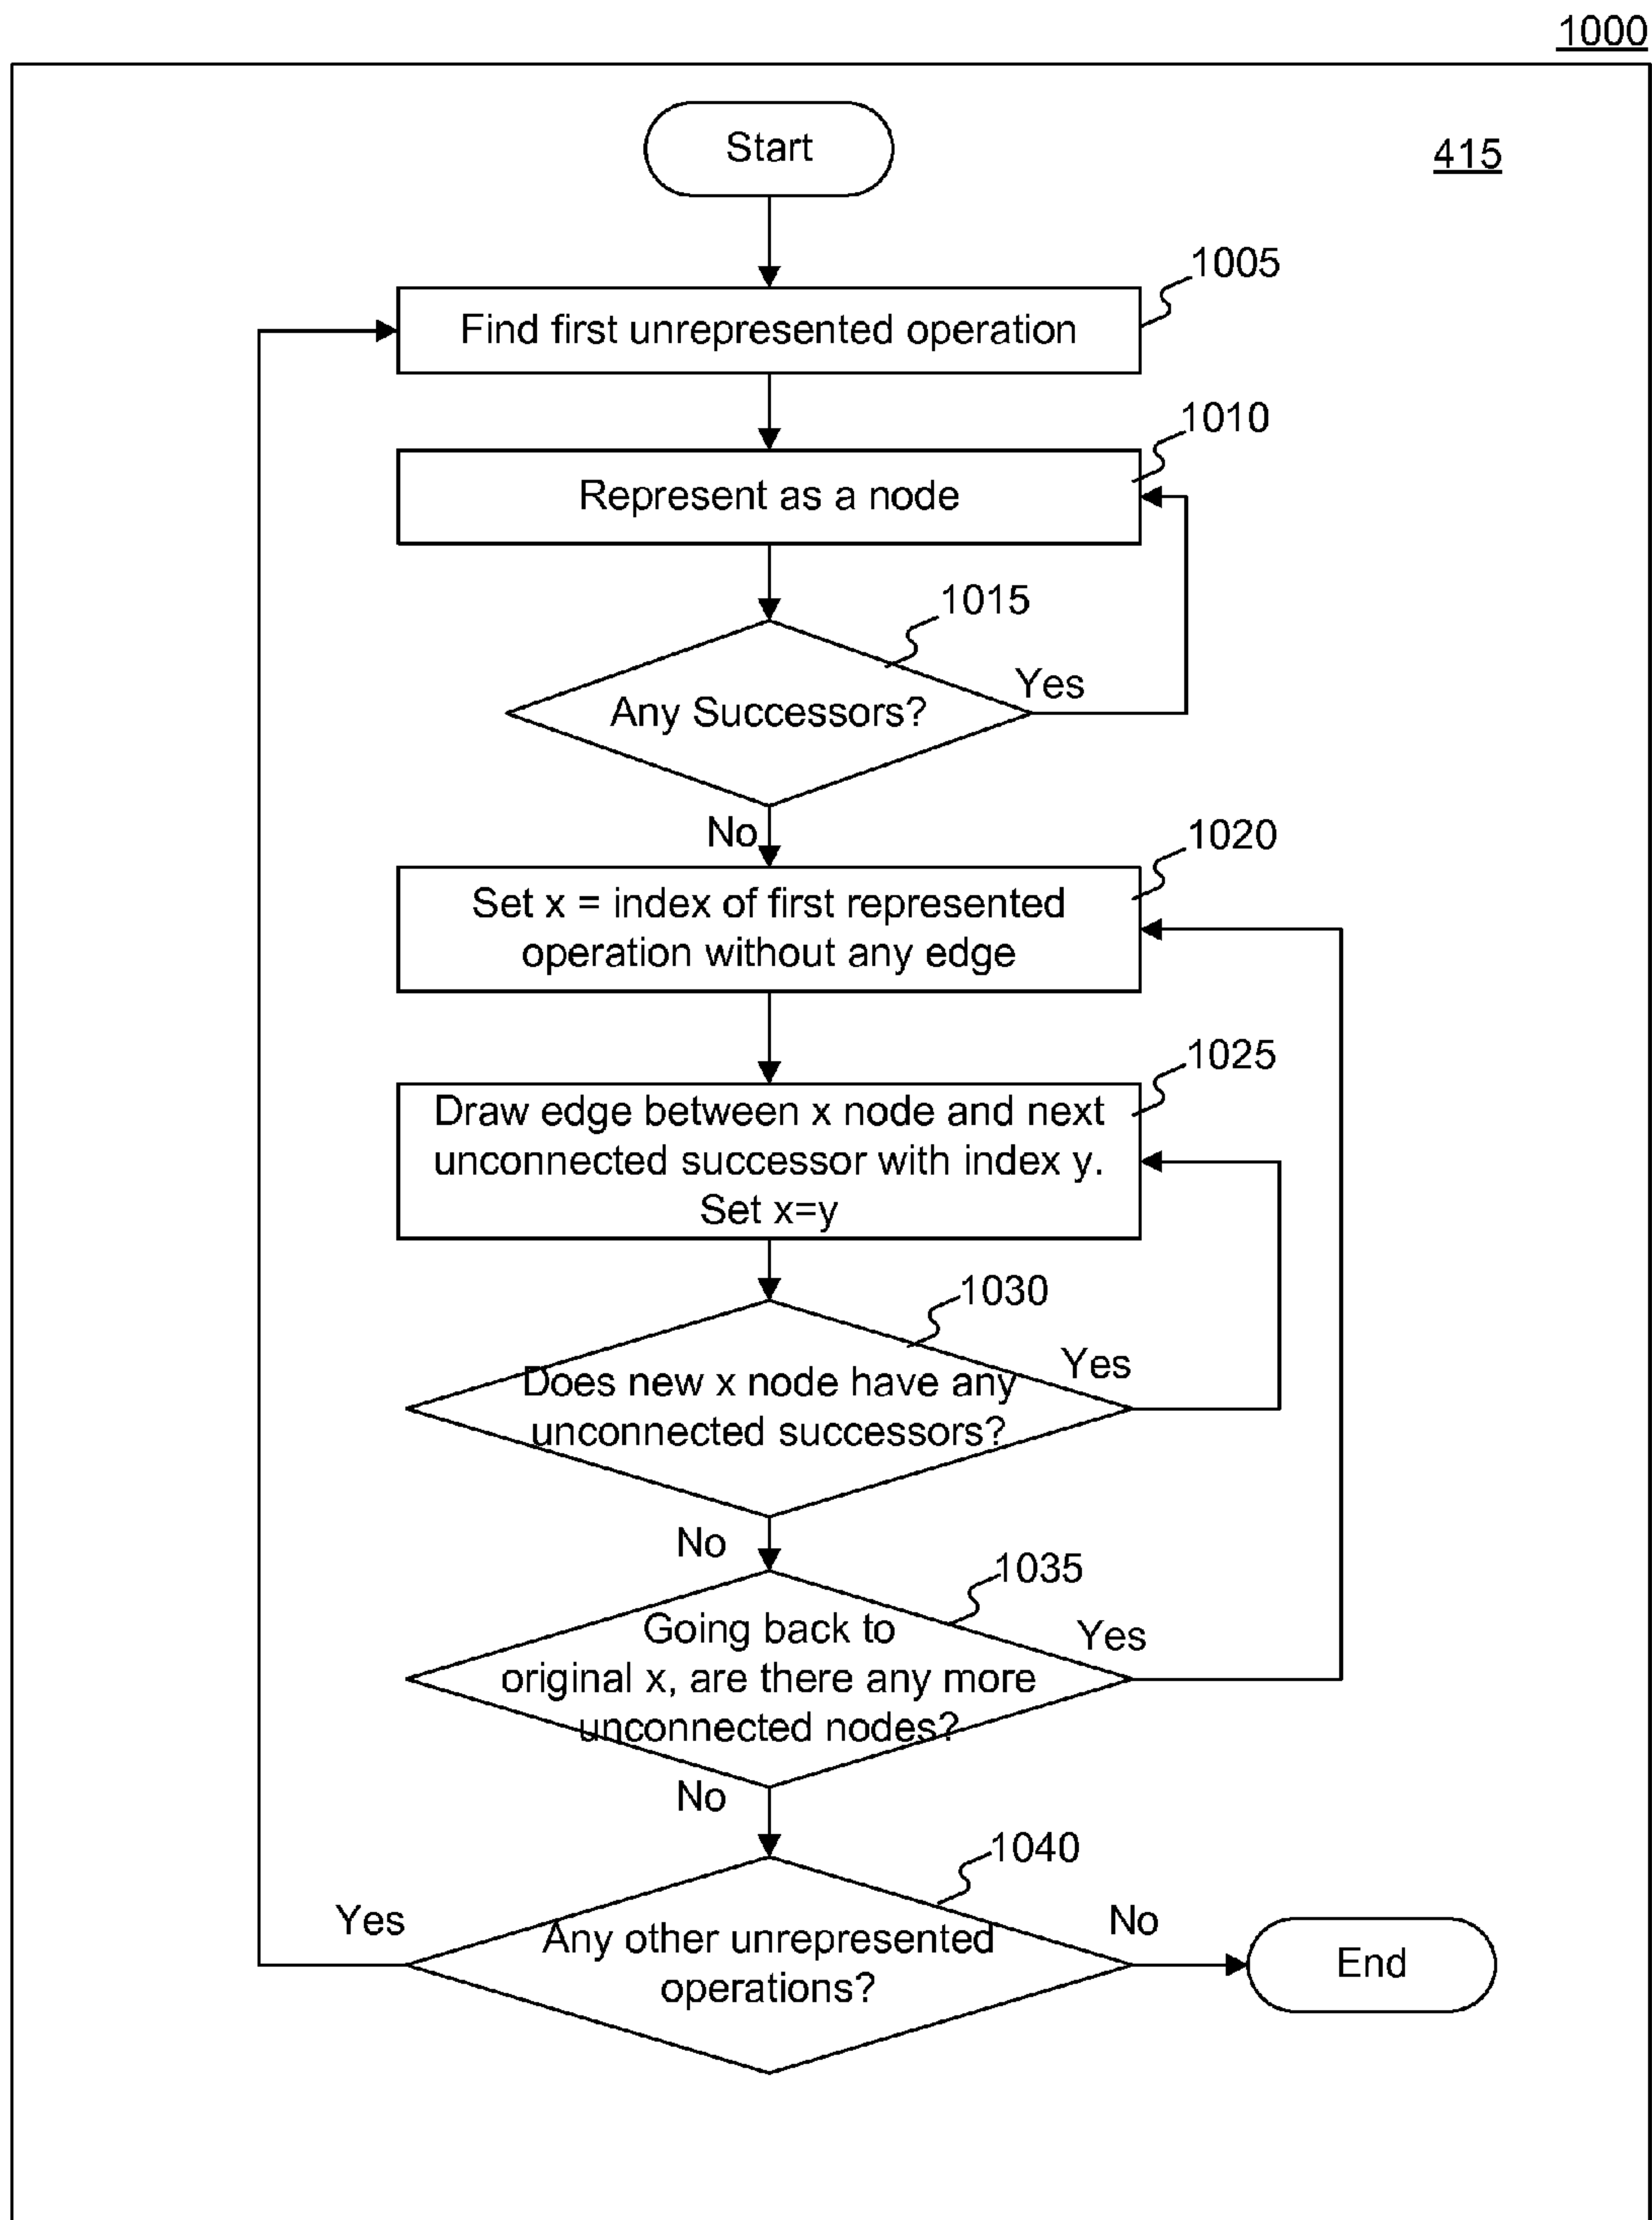 1000
Start
415
1005
Find first unrepresented operation
1010
Represent as a node
1015
Yes
Any Successors?
No
1020
Set x = index of first represented
operation without any edge
1025
Draw edge between x node and next
unconnected successor with index y.
Set x=y
1030
Yes
Does new x node have any
unconnected successors?
No
1035
Going back to
Yes
original x, are there any more
unconnected nodes?
No
1040
Yes
No
Any other unrepresented
operations?
End